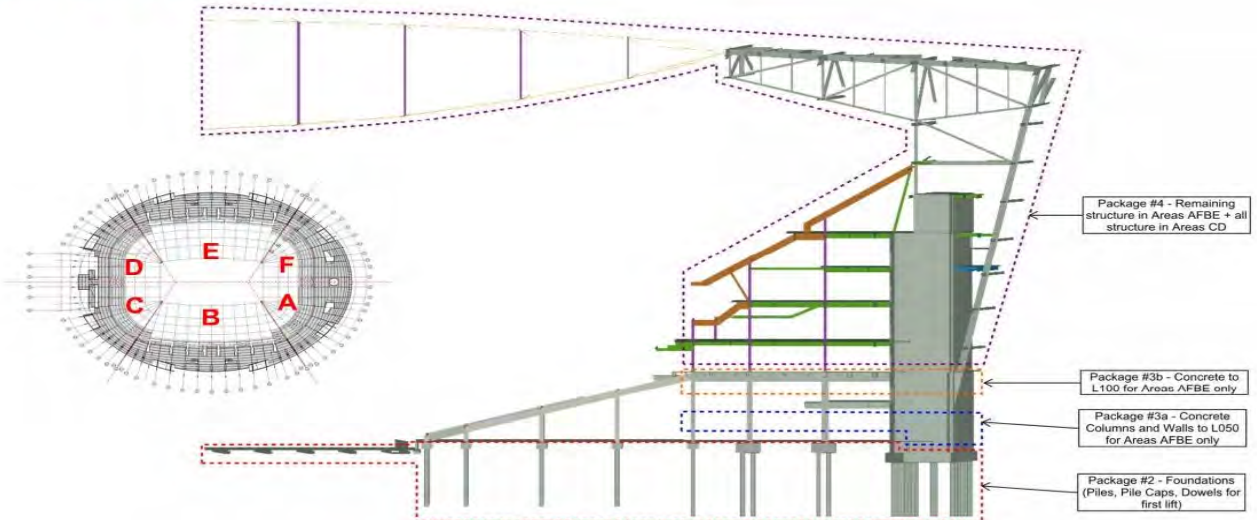 Package #4 - Remaining
structure in Areas AFBE + all
structure in Areas CD
E
D
F
C
A
B
Package #3b - Concrete to
L100 for Areas AFBE only
Package #3a - Concrete
Columns and Walls to L050
for Areas AFBE only
Package #2 - Foundations
(Piles, Pile Caps, Dowels for
first lift)